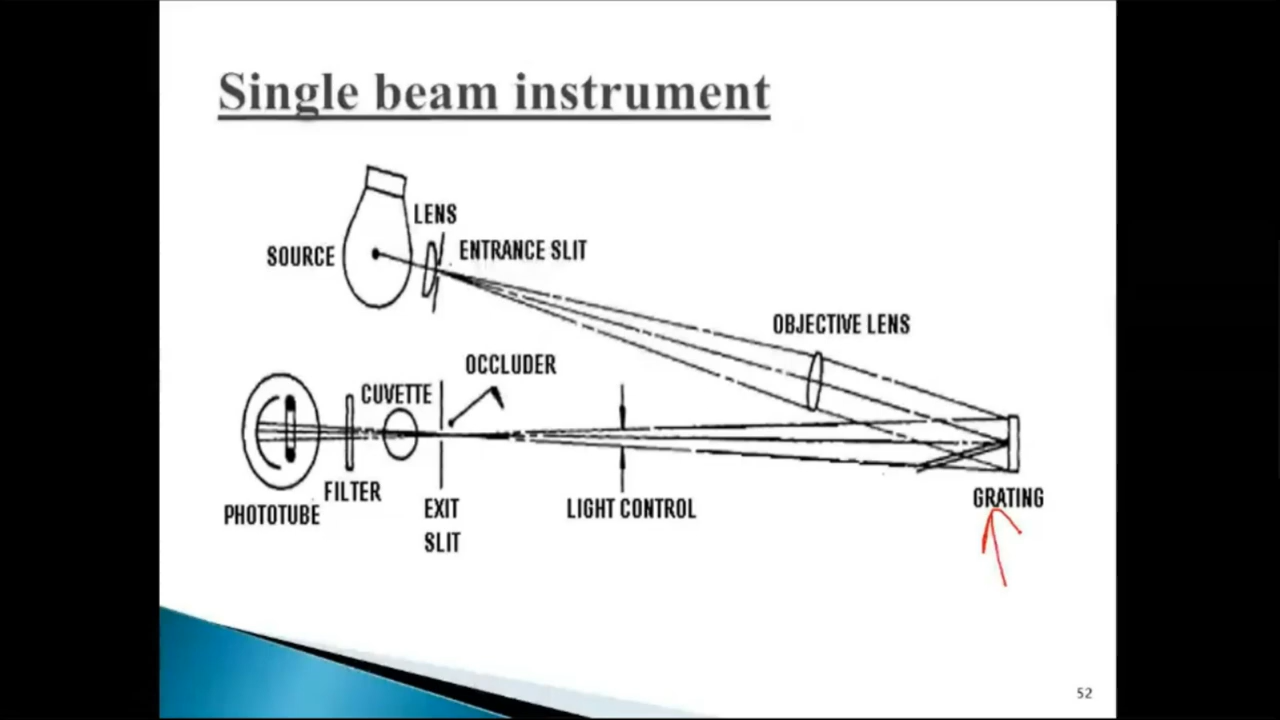 Single beam instrument
LENS
SOURCE
ENTRANCE SLIT
OBJECTIVE LENS
OCCLUDER
CUVETTE
FILTER
PHOTOTUBE
EXIT
SLIT
LIGHT CONTROL
GRATING
52